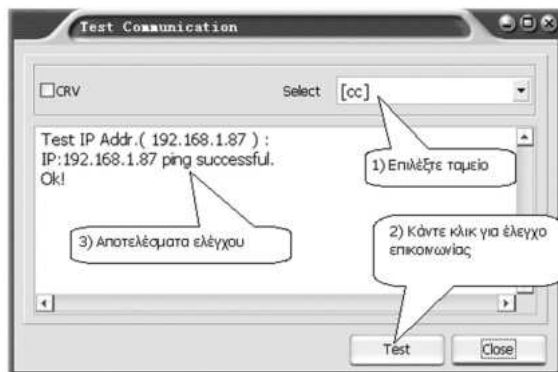 Test Communication
CRV
Select [cc]
Test IP Addr.( 192.168.1.87 ) :
IP:192.168.1.87 ping successful.
Ok!
1) Επιλέξτε ταμείο
3) Αποτελέσματα ελέγχου
2) Κάντε κλικ για έλεγχο
επικοινωνίας
Test
Close